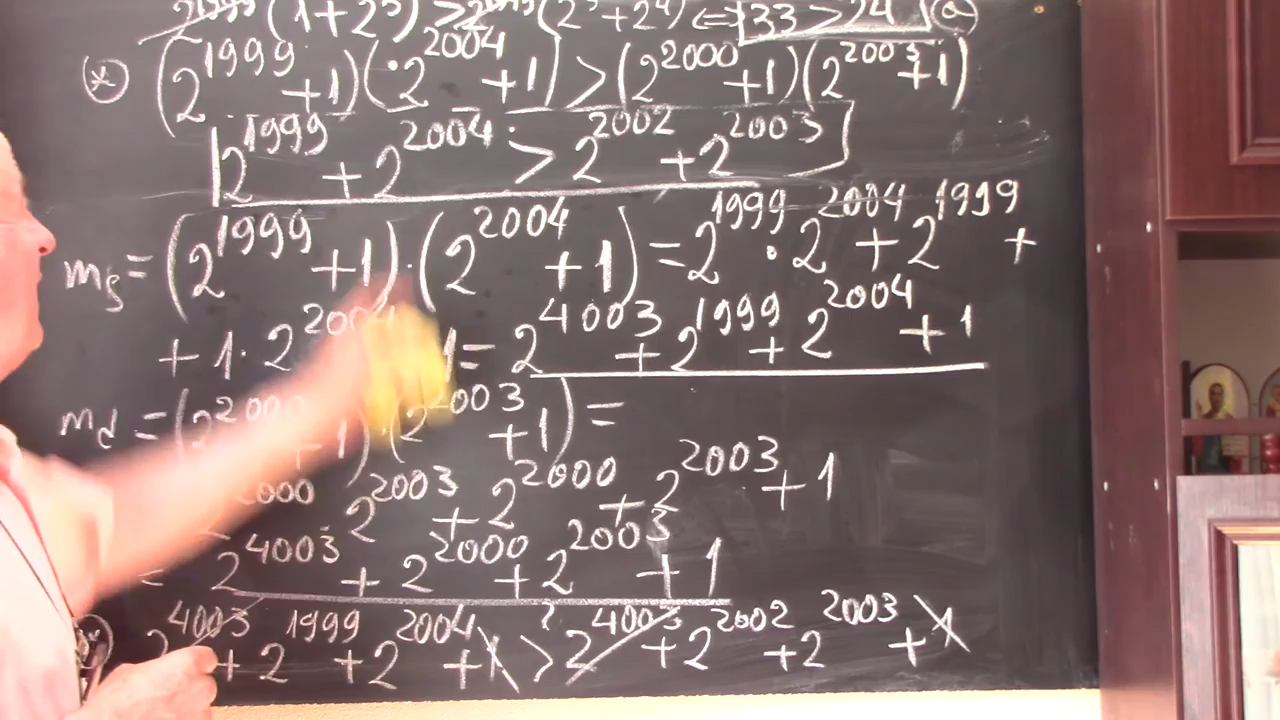 2^1999 (1+2^5) > 2^1999 (2^3+2^4) ⇔ 33 > 24 (a)
(*) (2^1999 + 1)(2^2004 + 1) > (2^2000 + 1)(2^2003 + 1)
2^1999 + 2^2004 > 2^2002 + 2^2003
m_s = (2^1999 + 1)·(2^2004 + 1) = 2^1999 · 2^2004 + 2^1999 +
+ 1·2^2004 1 = 2^4003 + 2^1999 + 2^2004 + 1
m_d = (2^2000 + 1)·(2^2003 + 1) =
2000 2^2003 + 2^2000 + 2^2003 + 1
= 2^4003 + 2^2000 + 2^2003 + 1
2^4003 + 2^1999 + 2^2004 + 1 >? 2^4003 + 2^2002 + 2^2003 + 1